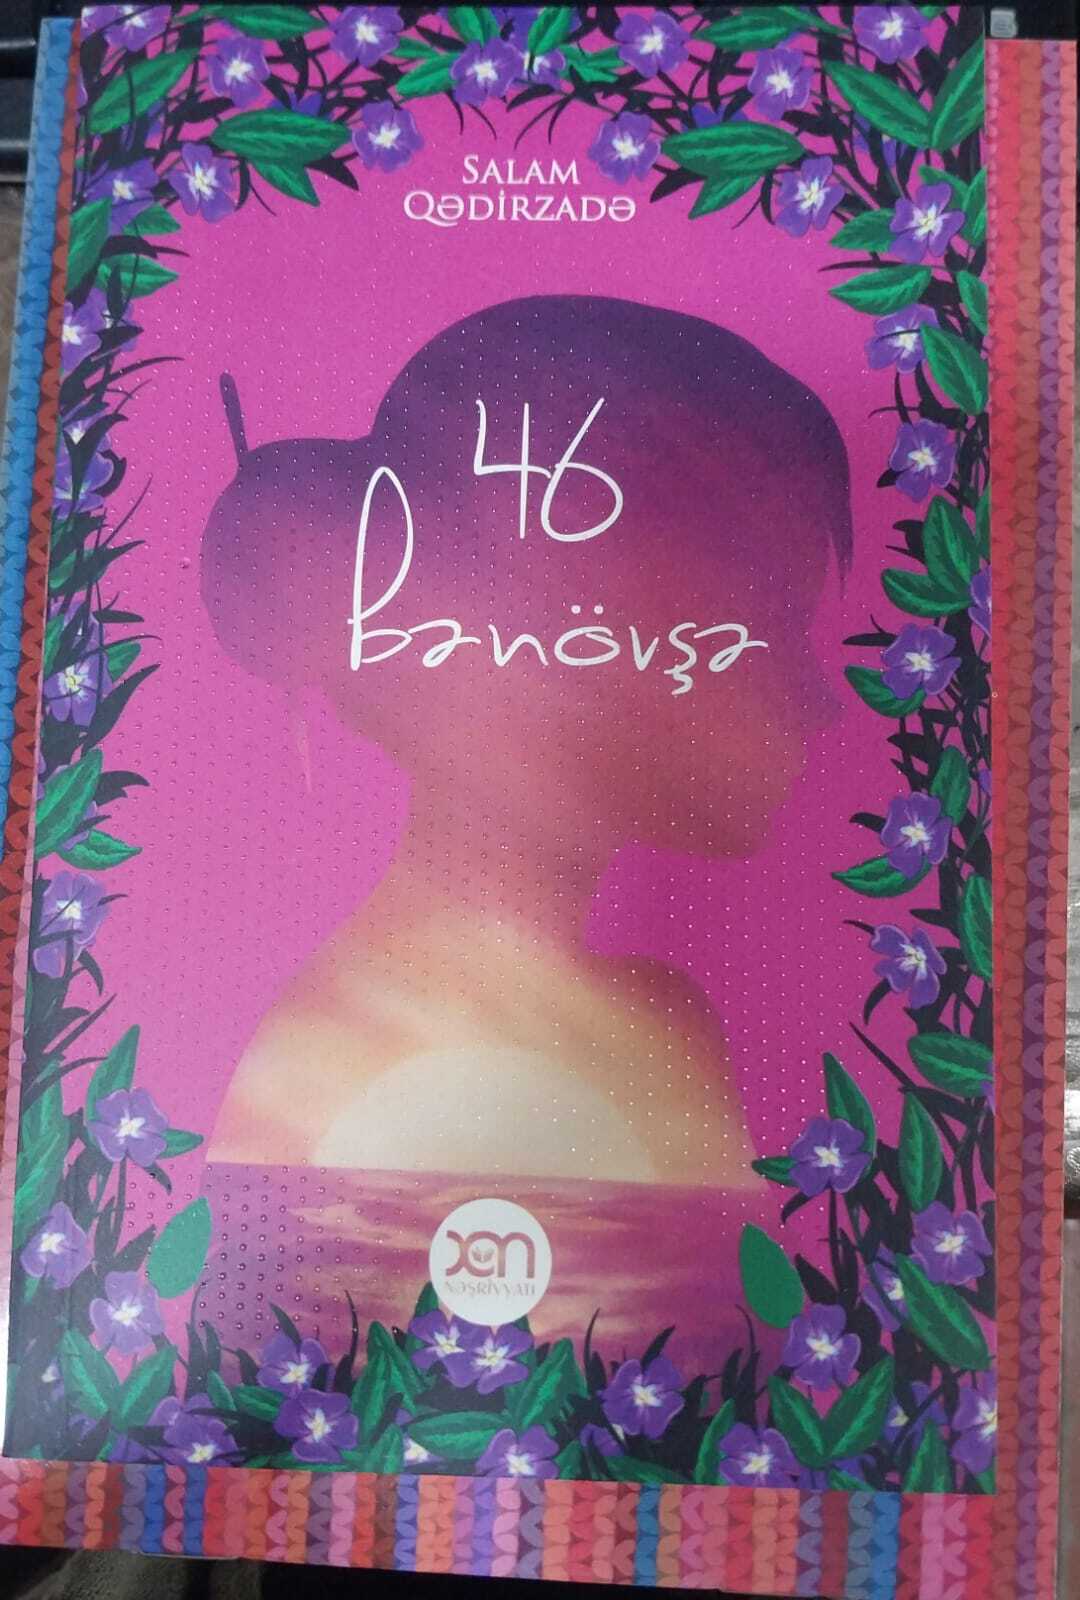 SALAM
QƏDİRZADƏ
46
bənövşə
XAN
NƏŞRİYYATI